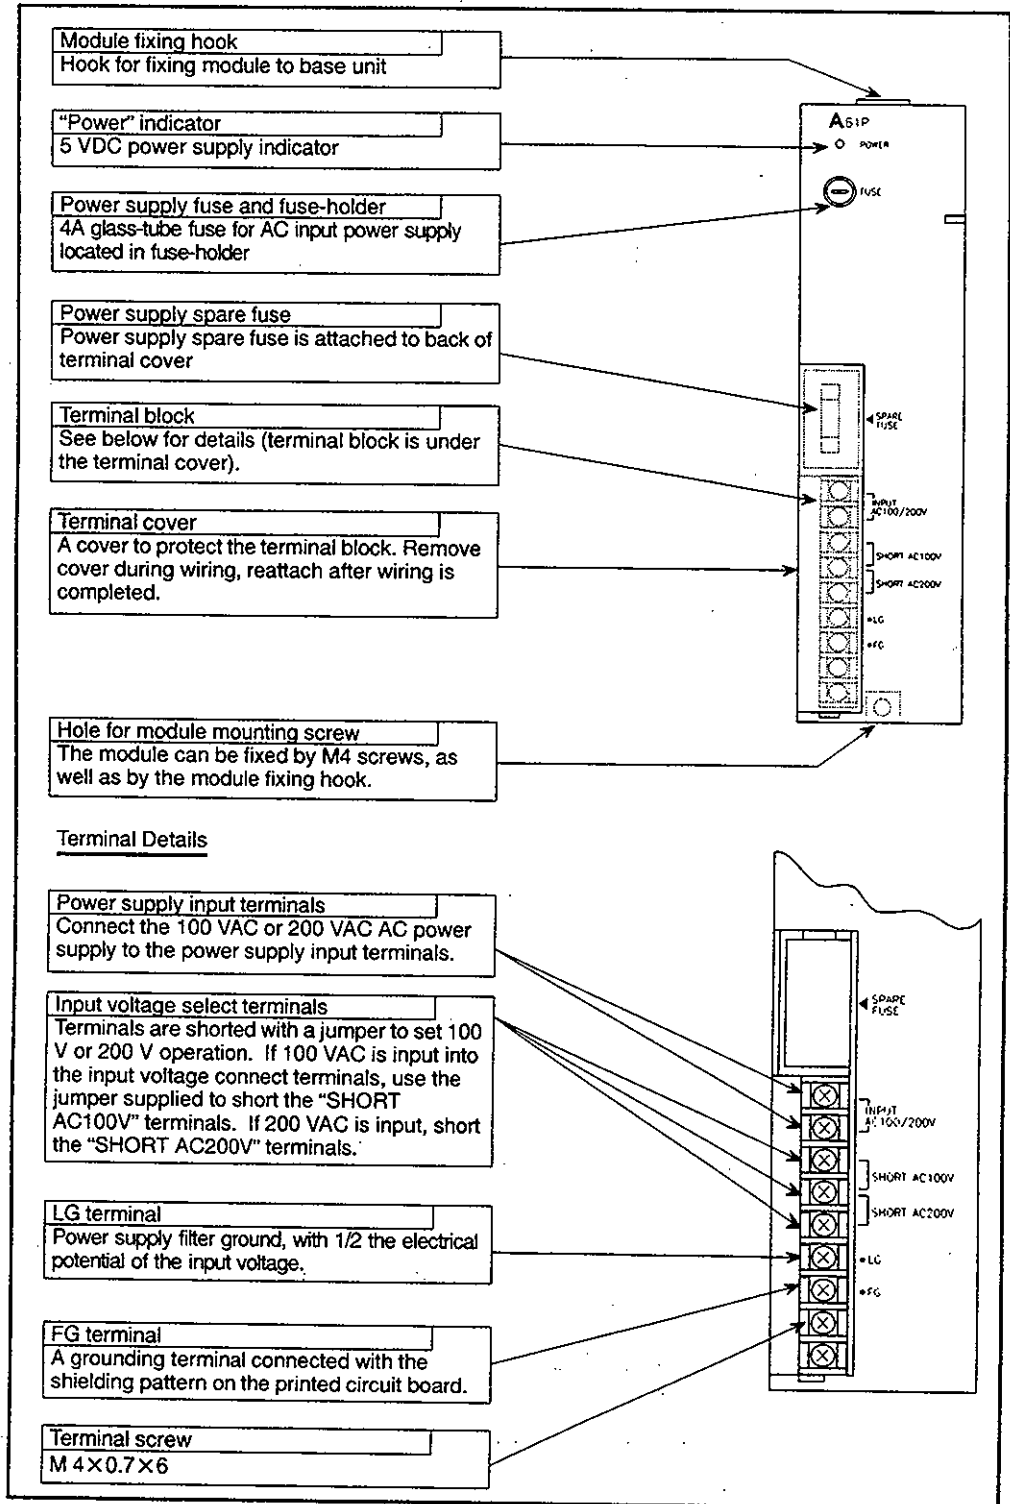 Module fixing hook
Hook for fixing module to base unit
"Power" indicator
5 VDC power supply indicator
Power supply fuse and fuse-holder
4A glass-tube fuse for AC input power supply
located in fuse-holder
Power supply spare fuse
Power supply spare fuse is attached to back of
terminal cover
Terminal block
See below for details (terminal block is under
the terminal cover).
Terminal cover
A cover to protect the terminal block. Remove
cover during wiring, reattach after wiring is
completed.
Hole for module mounting screw
The module can be fixed by M4 screws, as
well as by the module fixing hook.
A61P
POWER
FUSE
SPARE
FUSE
INPUT
AC100/200V
SHORT AC100V
SHORT AC200V
LG
FG
Terminal Details
Power supply input terminals
Connect the 100 VAC or 200 VAC AC power
supply to the power supply input terminals.
Input voltage select terminals
Terminals are shorted with a jumper to set 100
V or 200 V operation. If 100 VAC is input into
the input voltage connect terminals, use the
jumper supplied to short the "SHORT
AC100V" terminals. If 200 VAC is input, short
the "SHORT AC200V" terminals.
LG terminal
Power supply filter ground, with 1/2 the electrical
potential of the input voltage.
FG terminal
A grounding terminal connected with the
shielding pattern on the printed circuit board.
Terminal screw
M 4×0.7×6
SPARE
FUSE
INPUT
AC100/200V
SHORT AC100V
SHORT AC200V
LG
FG